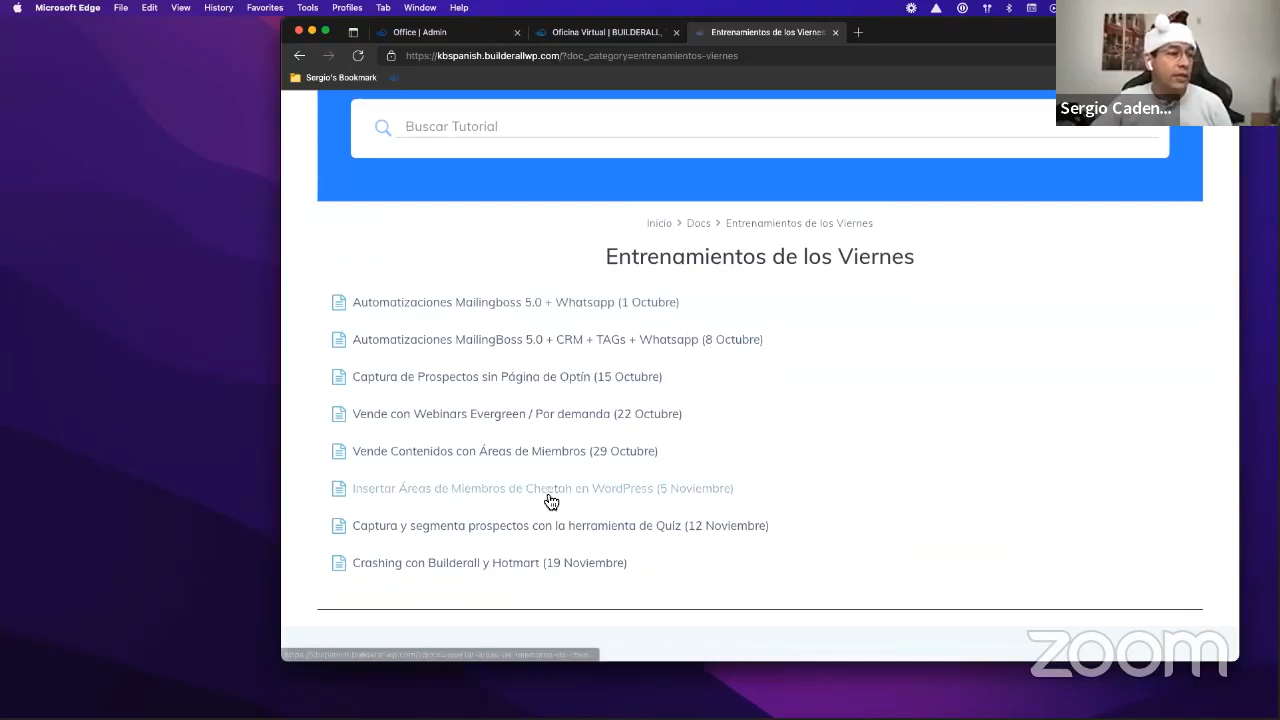 Microsoft Edge File Edit View History Favorites Tools Profiles Tab Window Help
Office | Admin
Oficina Virtual | BUILDERALL,
Entrenamientos de los Viernes
https://kbspanish.builderallwp.com/?doc_category=entrenamientos-viernes
Sergio's Bookmark
Sergio Caden...
Buscar Tutorial
Inicio > Docs > Entrenamientos de los Viernes
Entrenamientos de los Viernes
Automatizaciones Mailingboss 5.0 + Whatsapp (1 Octubre)
Automatizaciones MailingBoss 5.0 + CRM + TAGs + Whatsapp (8 Octubre)
Captura de Prospectos sin Página de Optín (15 Octubre)
Vende con Webinars Evergreen / Por demanda (22 Octubre)
Vende Contenidos con Áreas de Miembros (29 Octubre)
Insertar Áreas de Miembros de Cheetah en WordPress (5 Noviembre)
Captura y segmenta prospectos con la herramienta de Quiz (12 Noviembre)
Crashing con Builderall y Hotmart (19 Noviembre)
zoom